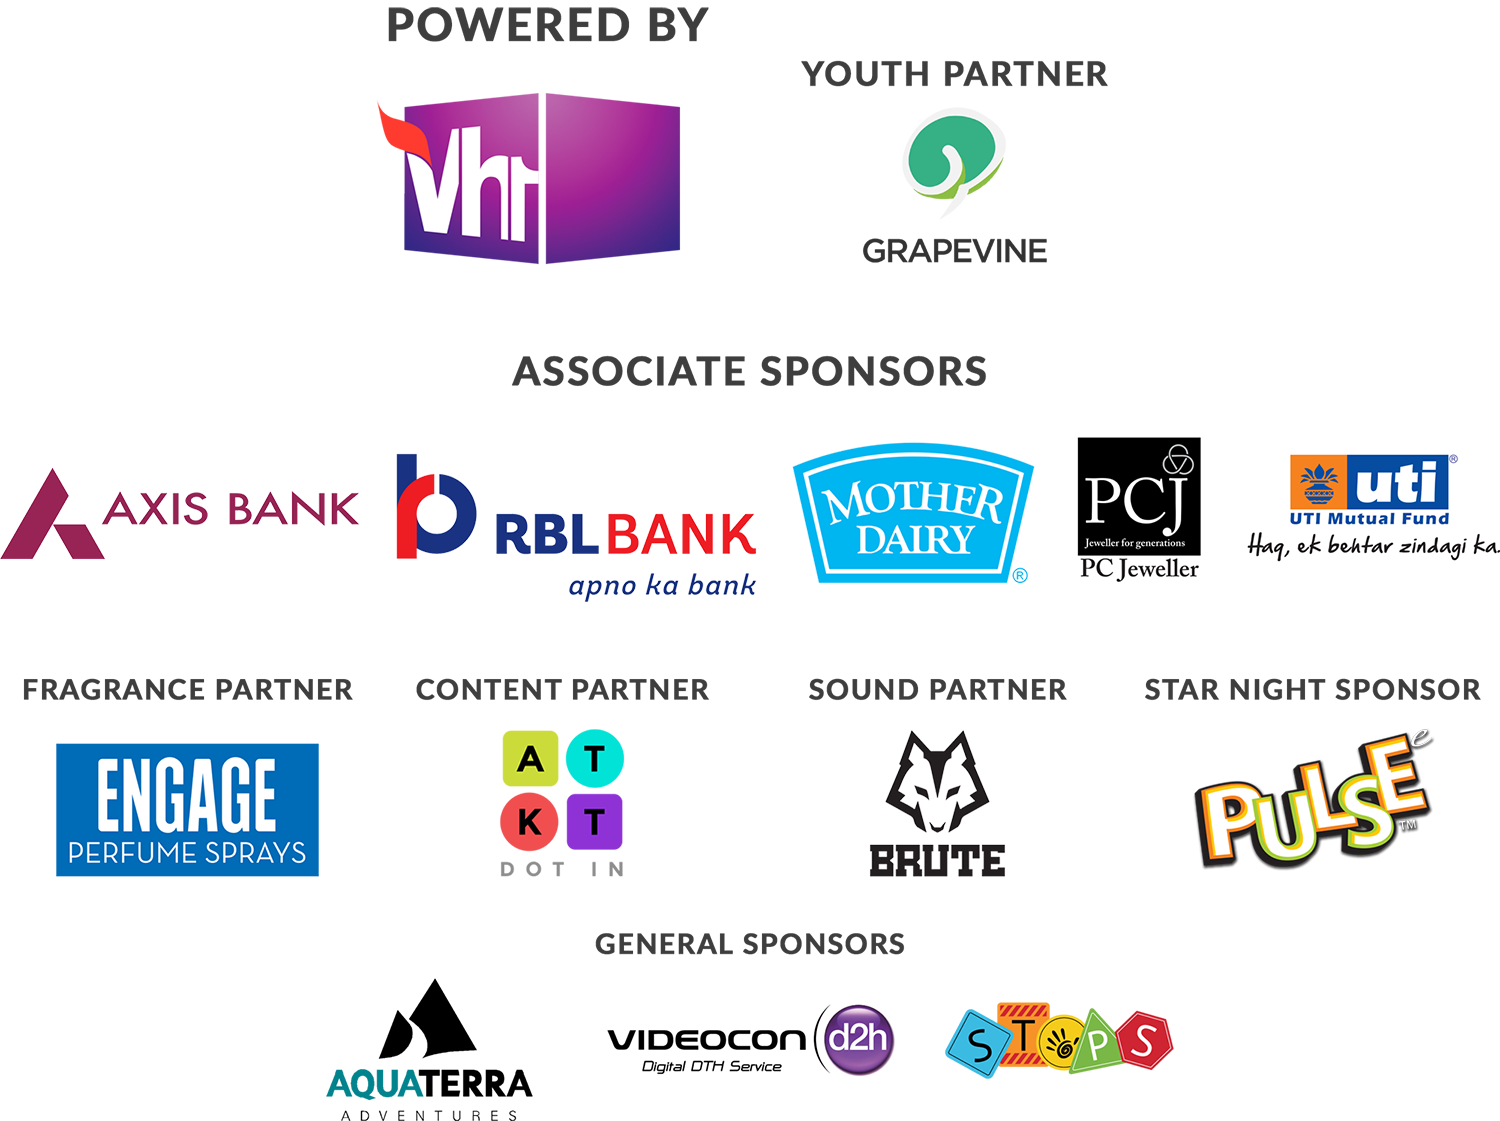 POWERED BY
YOUTH PARTNER
vh1
GRAPEVINE
ASSOCIATE SPONSORS
AXIS BANK
RBL BANK
apno ka bank
MOTHER
DAIRY
®
PCJ
Jeweller for generations
PC Jeweller
uti
®
UTI Mutual Fund
Haq, ek behtar zindagi ka.
FRAGRANCE PARTNER
CONTENT PARTNER
SOUND PARTNER
STAR NIGHT SPONSOR
ENGAGE
PERFUME SPRAYS
A T
K T
DOT IN
BRUTE
PULSE
e
TM
GENERAL SPONSORS
AQUATERRA
ADVENTURES
VIDEOCON d2h
Digital DTH Service
STOPS